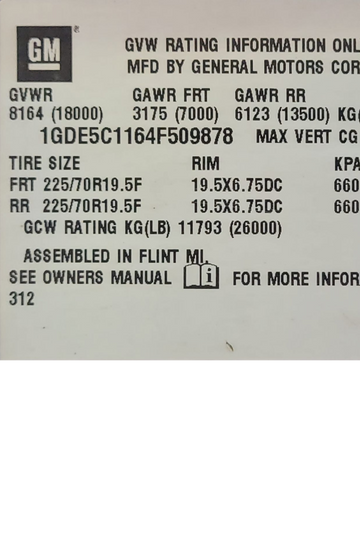 GM
GVW RATING INFORMATION ONL
MFD BY GENERAL MOTORS COR
GVWR GAWR FRT GAWR RR
8164 (18000) 3175 (7000) 6123 (13500) KG(
1GDE5C1164F509878 MAX VERT CG
TIRE SIZE RIM KPA
FRT 225/70R19.5F 19.5X6.75DC 660
RR 225/70R19.5F 19.5X6.75DC 660
GCW RATING KG(LB) 11793 (26000)
ASSEMBLED IN FLINT MI.
SEE OWNERS MANUAL i FOR MORE INFOR
312